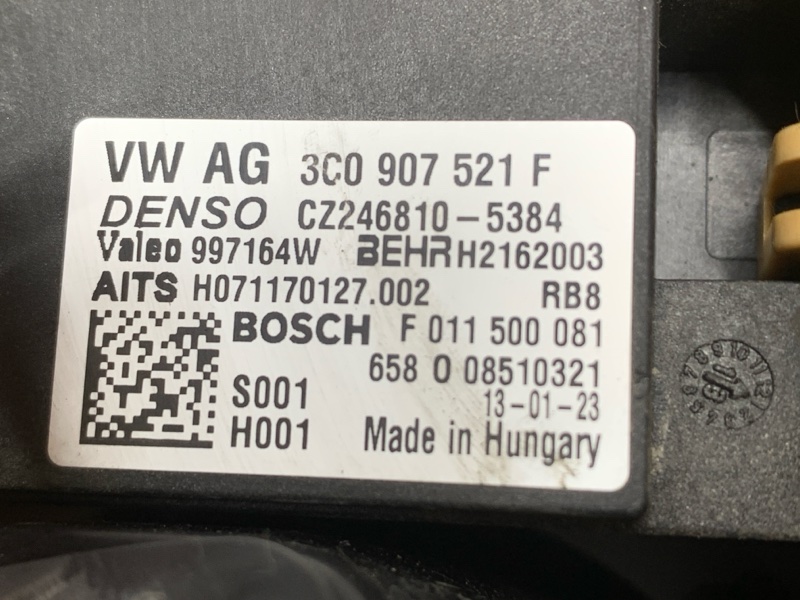 VW AG 3C0 907 521 F
DENSO CZ246810-5384
Valeo 997164W BEHR H2162003
AITS H071170127.002 RB8
BOSCH F 011 500 081
658 0 08510321
S001 13-01-23
H001 Made in Hungary